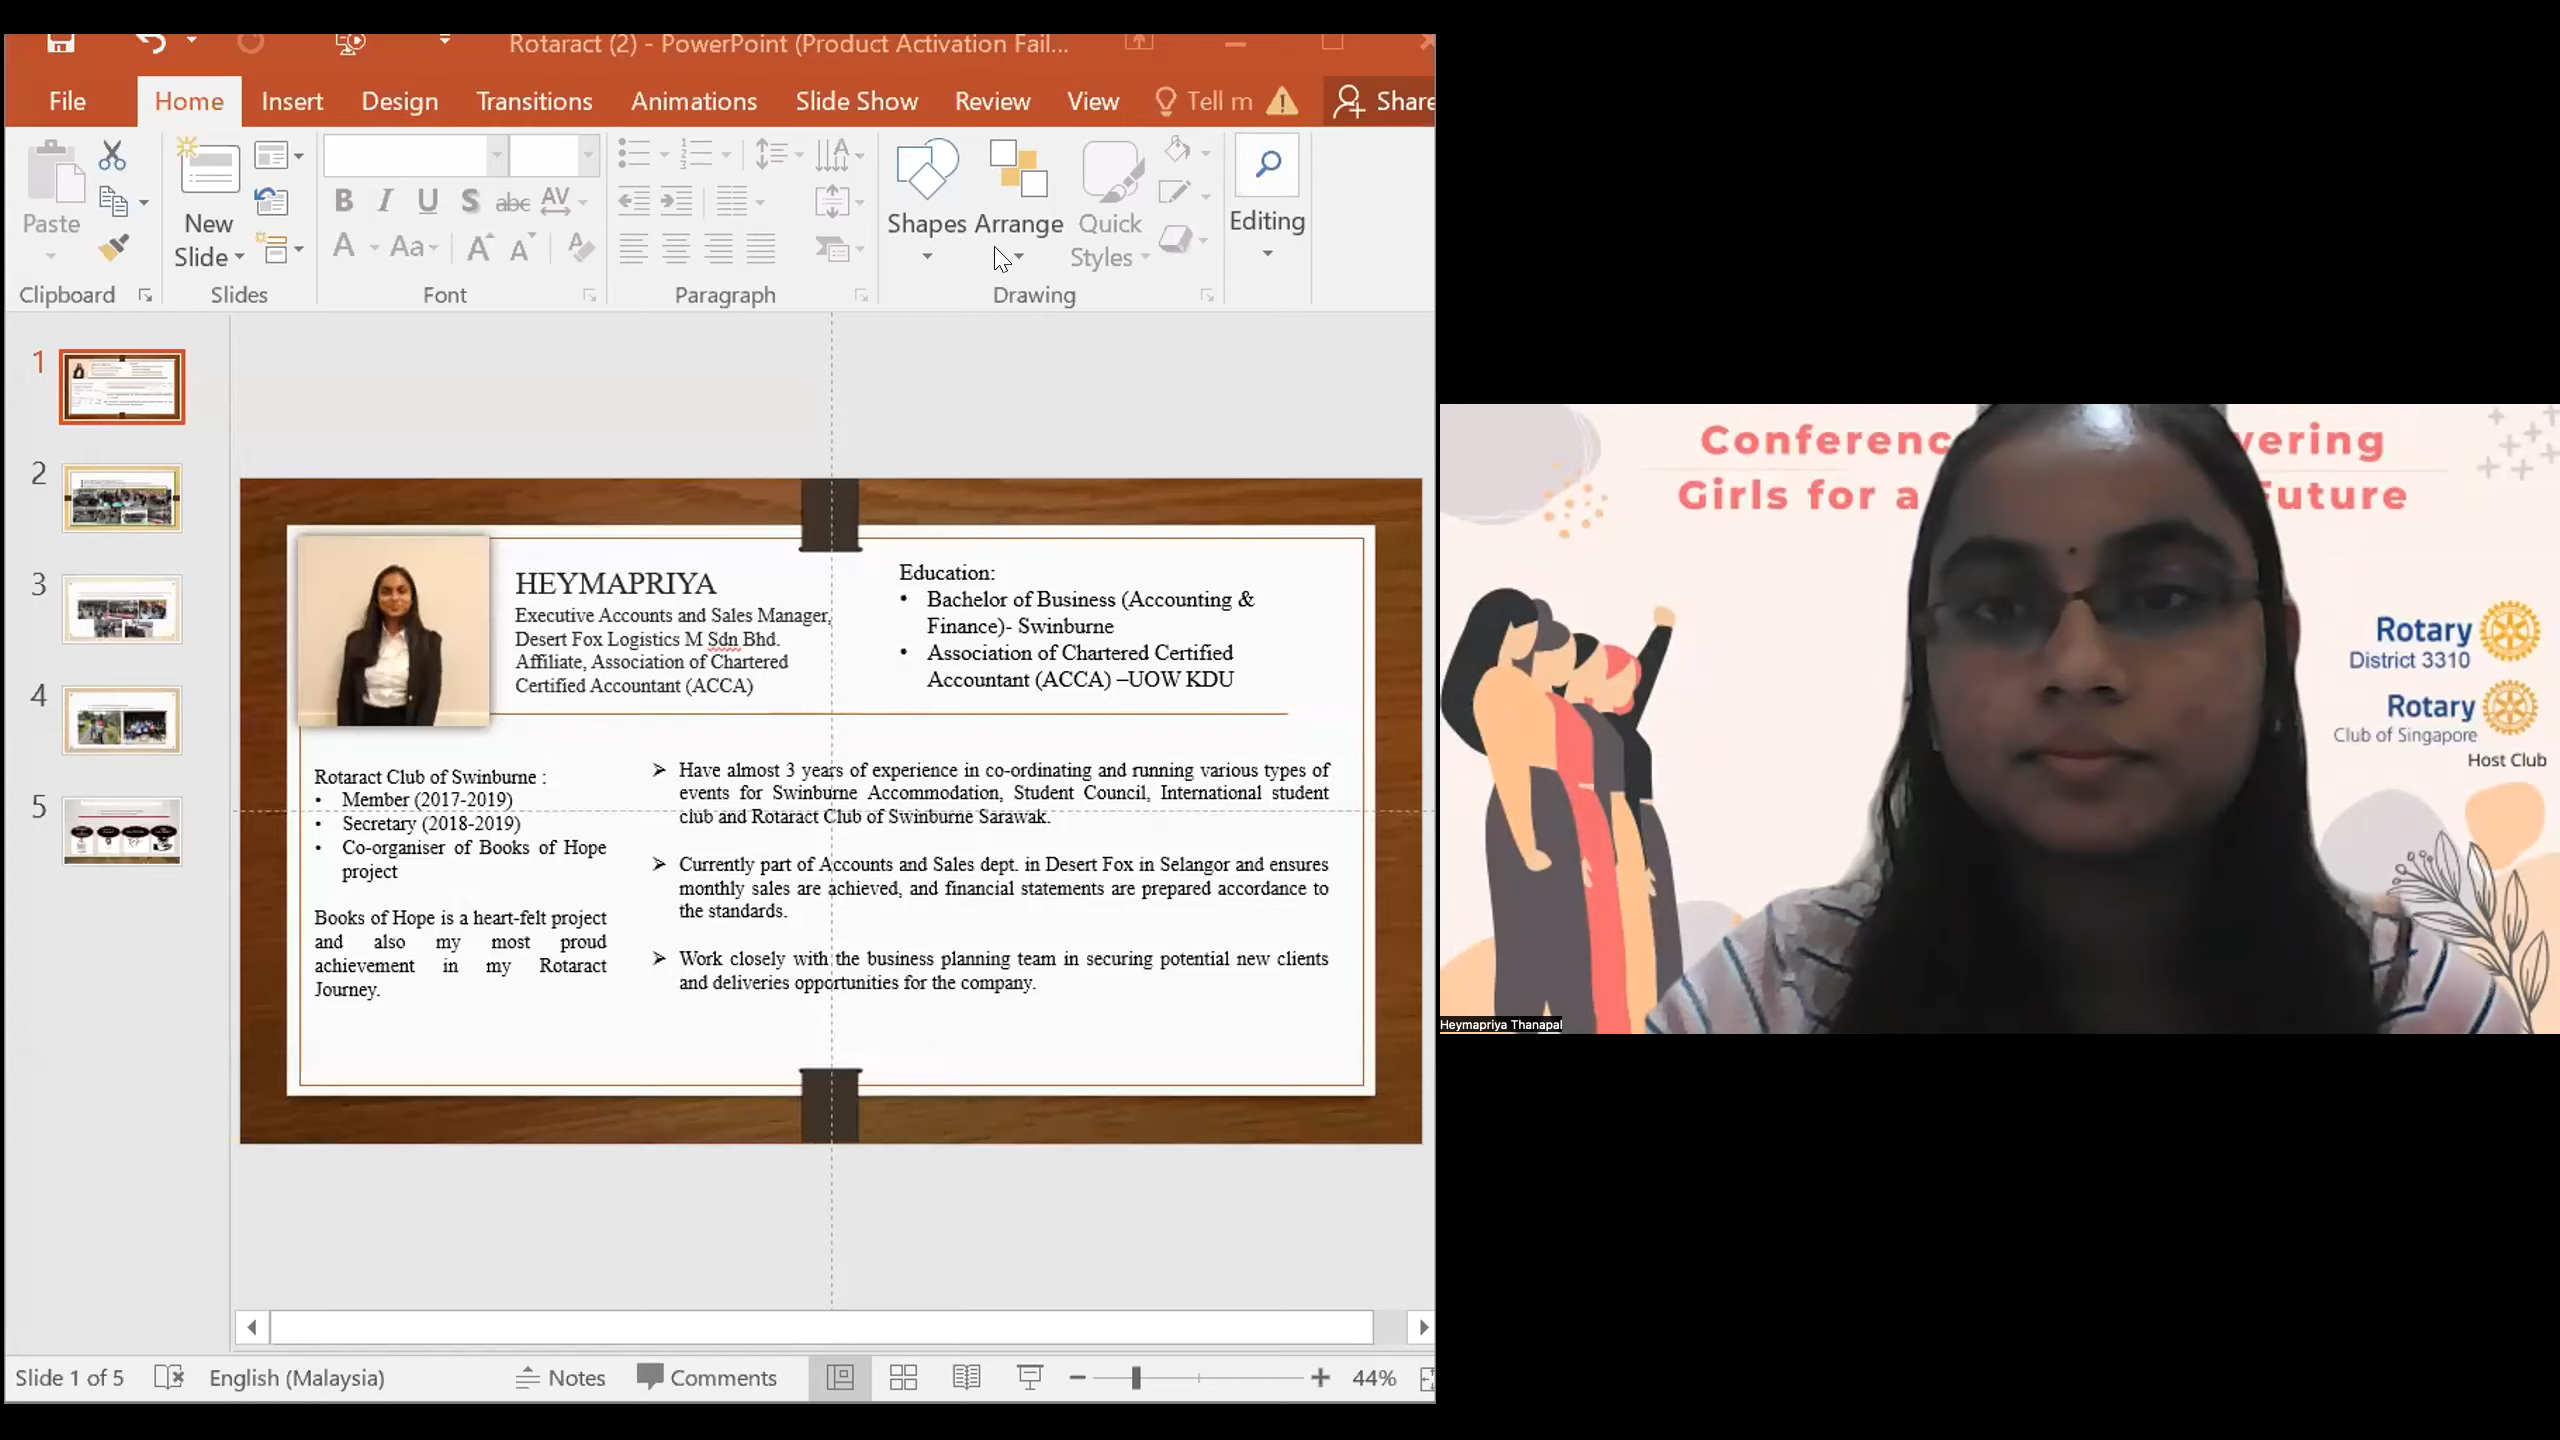 Rotaract (2) - PowerPoint (Product Activation Fail...
File Home Insert Design Transitions Animations Slide Show Review View Tell m Share
Paste
New
Slide
B I U S abc AV
A Aa A A
Shapes Arrange Quick
Styles
Editing
Clipboard Slides Font Paragraph Drawing
1
2
3
4
5
HEYMAPRIYA
Executive Accounts and Sales Manager,
Desert Fox Logistics M Sdn Bhd.
Affiliate, Association of Chartered
Certified Accountant (ACCA)
Education:
• Bachelor of Business (Accounting &
Finance)- Swinburne
• Association of Chartered Certified
Accountant (ACCA) –UOW KDU
Rotaract Club of Swinburne :
• Member (2017-2019)
• Secretary (2018-2019)
• Co-organiser of Books of Hope
project
Books of Hope is a heart-felt project
and also my most proud
achievement in my Rotaract
Journey.
➢ Have almost 3 years of experience in co-ordinating and running various types of
events for Swinburne Accommodation, Student Council, International student
club and Rotaract Club of Swinburne Sarawak.
➢ Currently part of Accounts and Sales dept. in Desert Fox in Selangor and ensures
monthly sales are achieved, and financial statements are prepared accordance to
the standards.
➢ Work closely with the business planning team in securing potential new clients
and deliveries opportunities for the company.
Slide 1 of 5 English (Malaysia) Notes Comments 44%
Conferenc vering
Girls for a Future
Rotary
District 3310
Rotary
Club of Singapore
Host Club
Heymapriya Thanapal